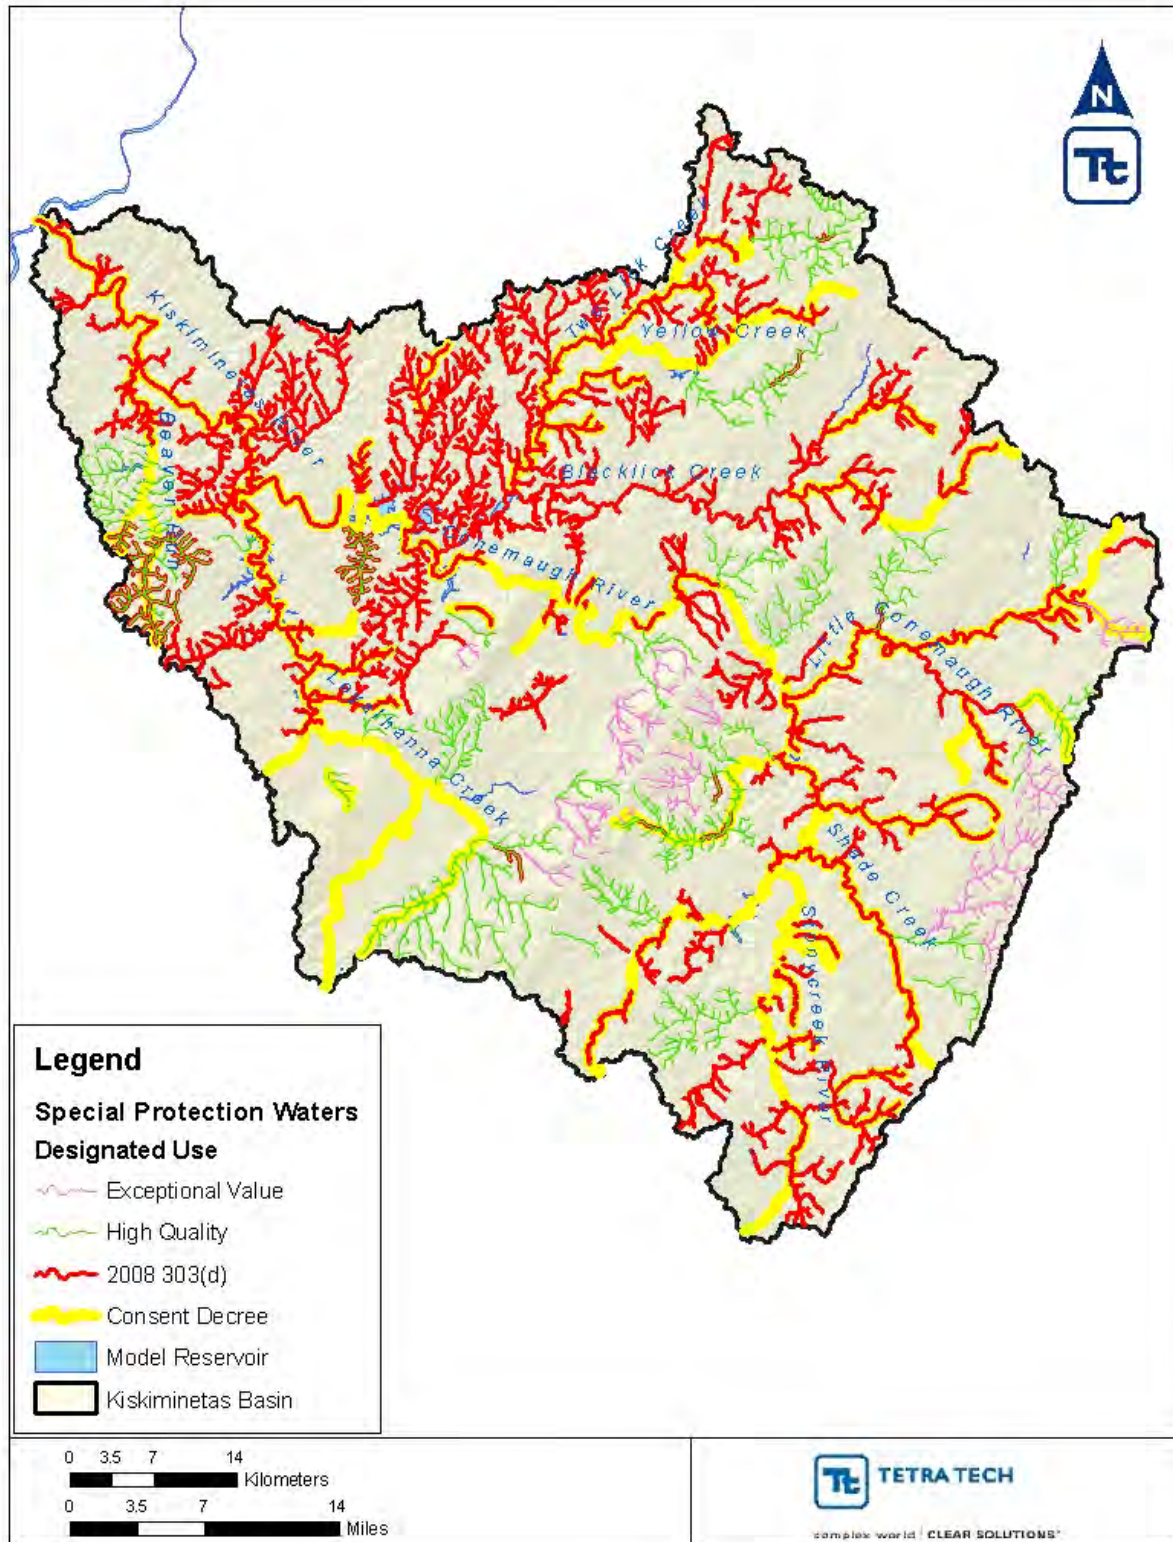 N
Tt
Two Lick Creek
Kiskiminetas River
Yellow Creek
Beaver Run
Blacklick Creek
Conemaugh River
Little Conemaugh River
Loyalhanna Creek
Shade Creek
Stonycreek River
Legend
Special Protection Waters
Designated Use
Exceptional Value
High Quality
2008 303(d)
Consent Decree
Model Reservoir
Kiskiminetas Basin
0 3.5 7 14
Kilometers
0 3.5 7 14
Miles
Tt TETRA TECH
complex world CLEAR SOLUTIONS